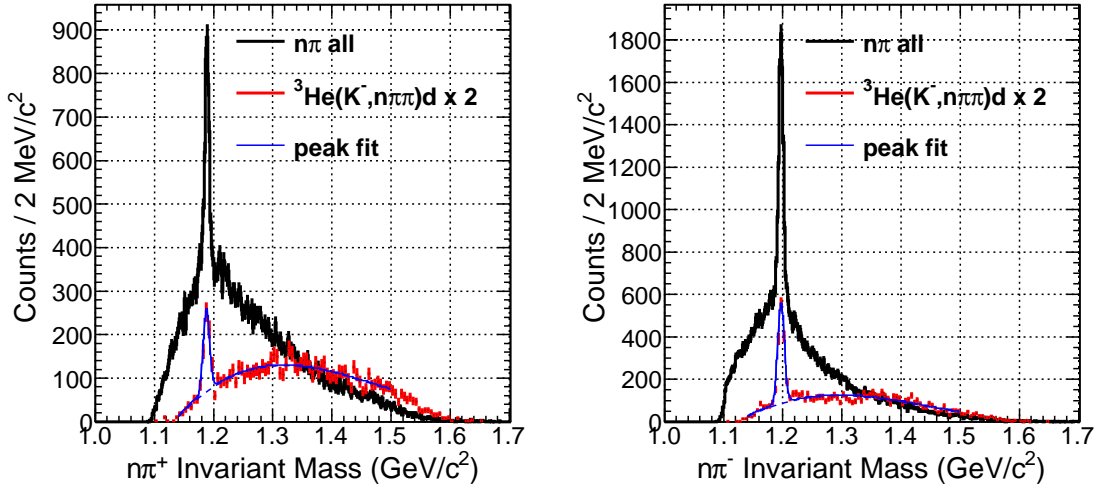 Counts / 2 MeV/c²
900
800
700
600
500
400
300
200
100
0
nπ all
³He(K⁻,nππ)d x 2
peak fit
1.0 1.1 1.2 1.3 1.4 1.5 1.6 1.7
nπ⁺ Invariant Mass (GeV/c²)
Counts / 2 MeV/c²
1800
1600
1400
1200
1000
800
600
400
200
0
nπ all
³He(K⁻,nππ)d x 2
peak fit
1.0 1.1 1.2 1.3 1.4 1.5 1.6 1.7
nπ⁻ Invariant Mass (GeV/c²)